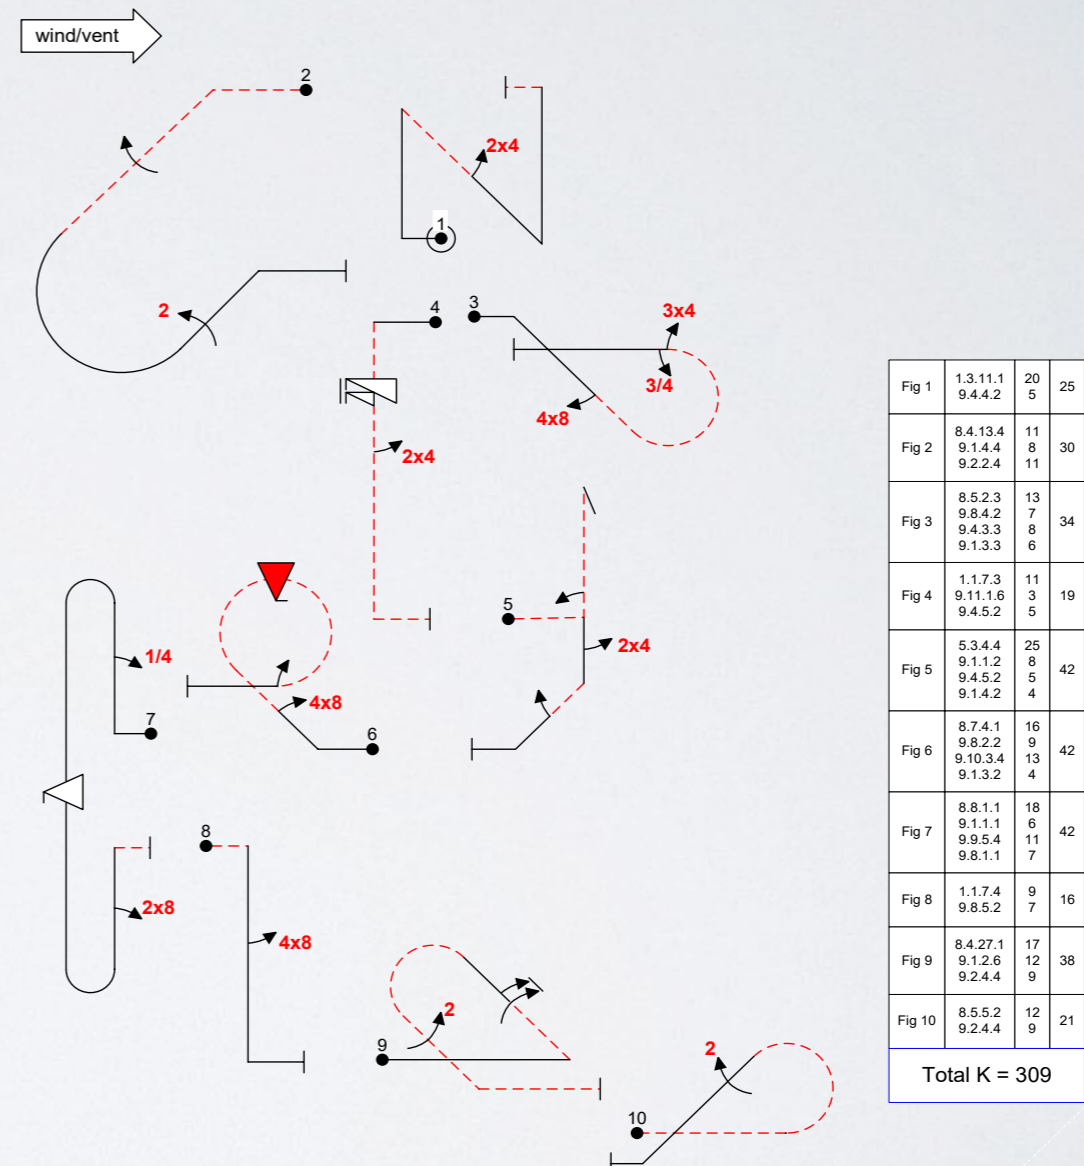 wind/vent
2
2x4
1
2
4
3
3x4
3/4
4x8
2x4
5
2x4
1/4
4x8
7
6
8
2x8
4x8
2
9
2
10
Fig 1
1.3.11.1 20
9.4.4.2 5
25
Fig 2
8.4.13.4 11
9.1.4.4 8
9.2.2.4 11
30
Fig 3
8.5.2.3 13
9.8.4.2 7
9.4.3.3 8
9.1.3.3 6
34
Fig 4
1.1.7.3 11
9.11.1.6 3
9.4.5.2 5
19
Fig 5
5.3.4.4 25
9.1.1.2 8
9.4.5.2 5
9.1.4.2 4
42
Fig 6
8.7.4.1 16
9.8.2.2 9
9.10.3.4 13
9.1.3.2 4
42
Fig 7
8.8.1.1 18
9.1.1.1 6
9.9.5.4 11
9.8.1.1 7
42
Fig 8
1.1.7.4 9
9.8.5.2 7
16
Fig 9
8.4.27.1 17
9.1.2.6 12
9.2.4.4 9
38
Fig 10
8.5.5.2 12
9.2.4.4 9
21
Total K = 309